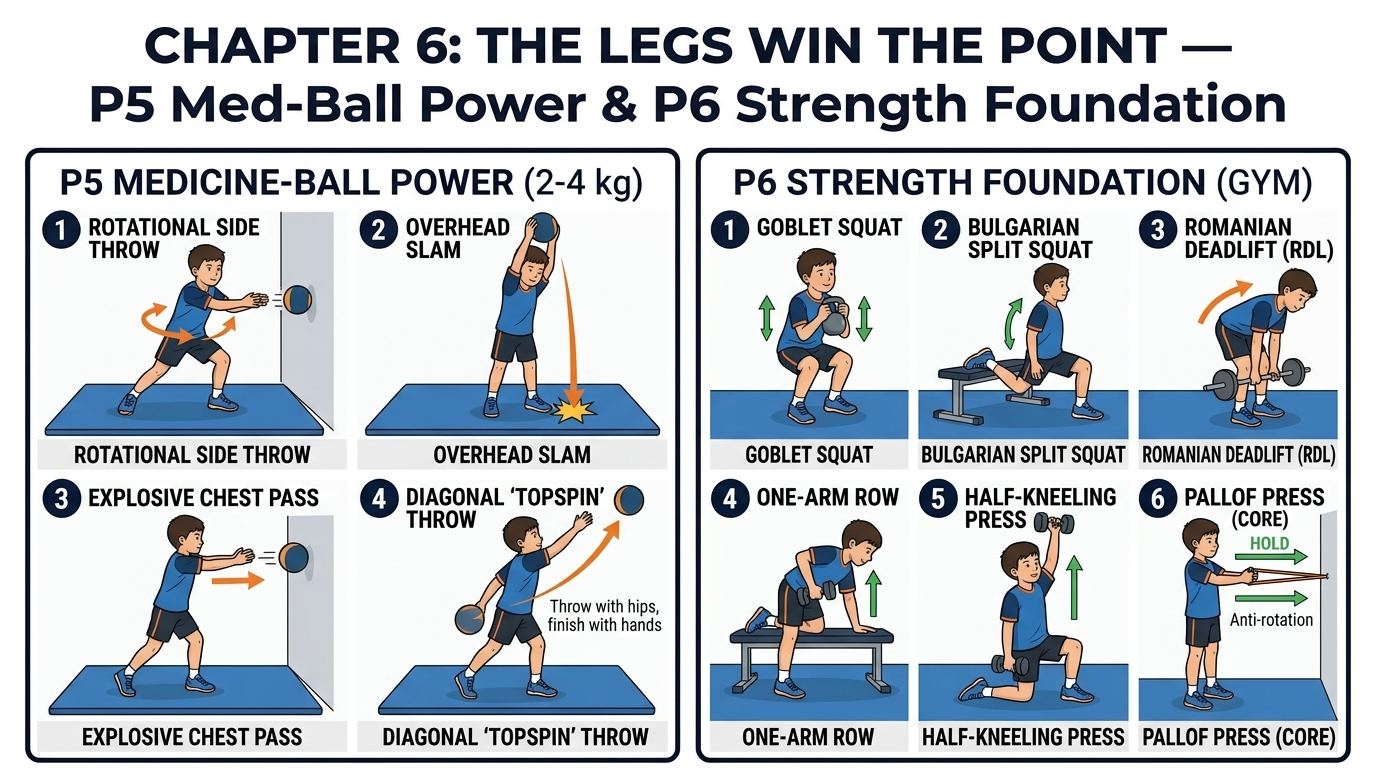 CHAPTER 6: THE LEGS WIN THE POINT —
P5 Med-Ball Power & P6 Strength Foundation
P5 MEDICINE-BALL POWER (2-4 kg)
1 ROTATIONAL SIDE
THROW
ROTATIONAL SIDE THROW
2 OVERHEAD
SLAM
OVERHEAD SLAM
3 EXPLOSIVE CHEST PASS
EXPLOSIVE CHEST PASS
4 DIAGONAL ‘TOPSPIN’
THROW
Throw with hips,
finish with hands
DIAGONAL ‘TOPSPIN’ THROW
P6 STRENGTH FOUNDATION (GYM)
1 GOBLET SQUAT
GOBLET SQUAT
2 BULGARIAN
SPLIT SQUAT
BULGARIAN SPLIT SQUAT
3 ROMANIAN
DEADLIFT (RDL)
ROMANIAN DEADLIFT (RDL)
4 ONE-ARM ROW
ONE-ARM ROW
5 HALF-KNEELING
PRESS
HALF-KNEELING PRESS
6 PALLOF PRESS
(CORE)
HOLD
Anti-rotation
PALLOF PRESS (CORE)